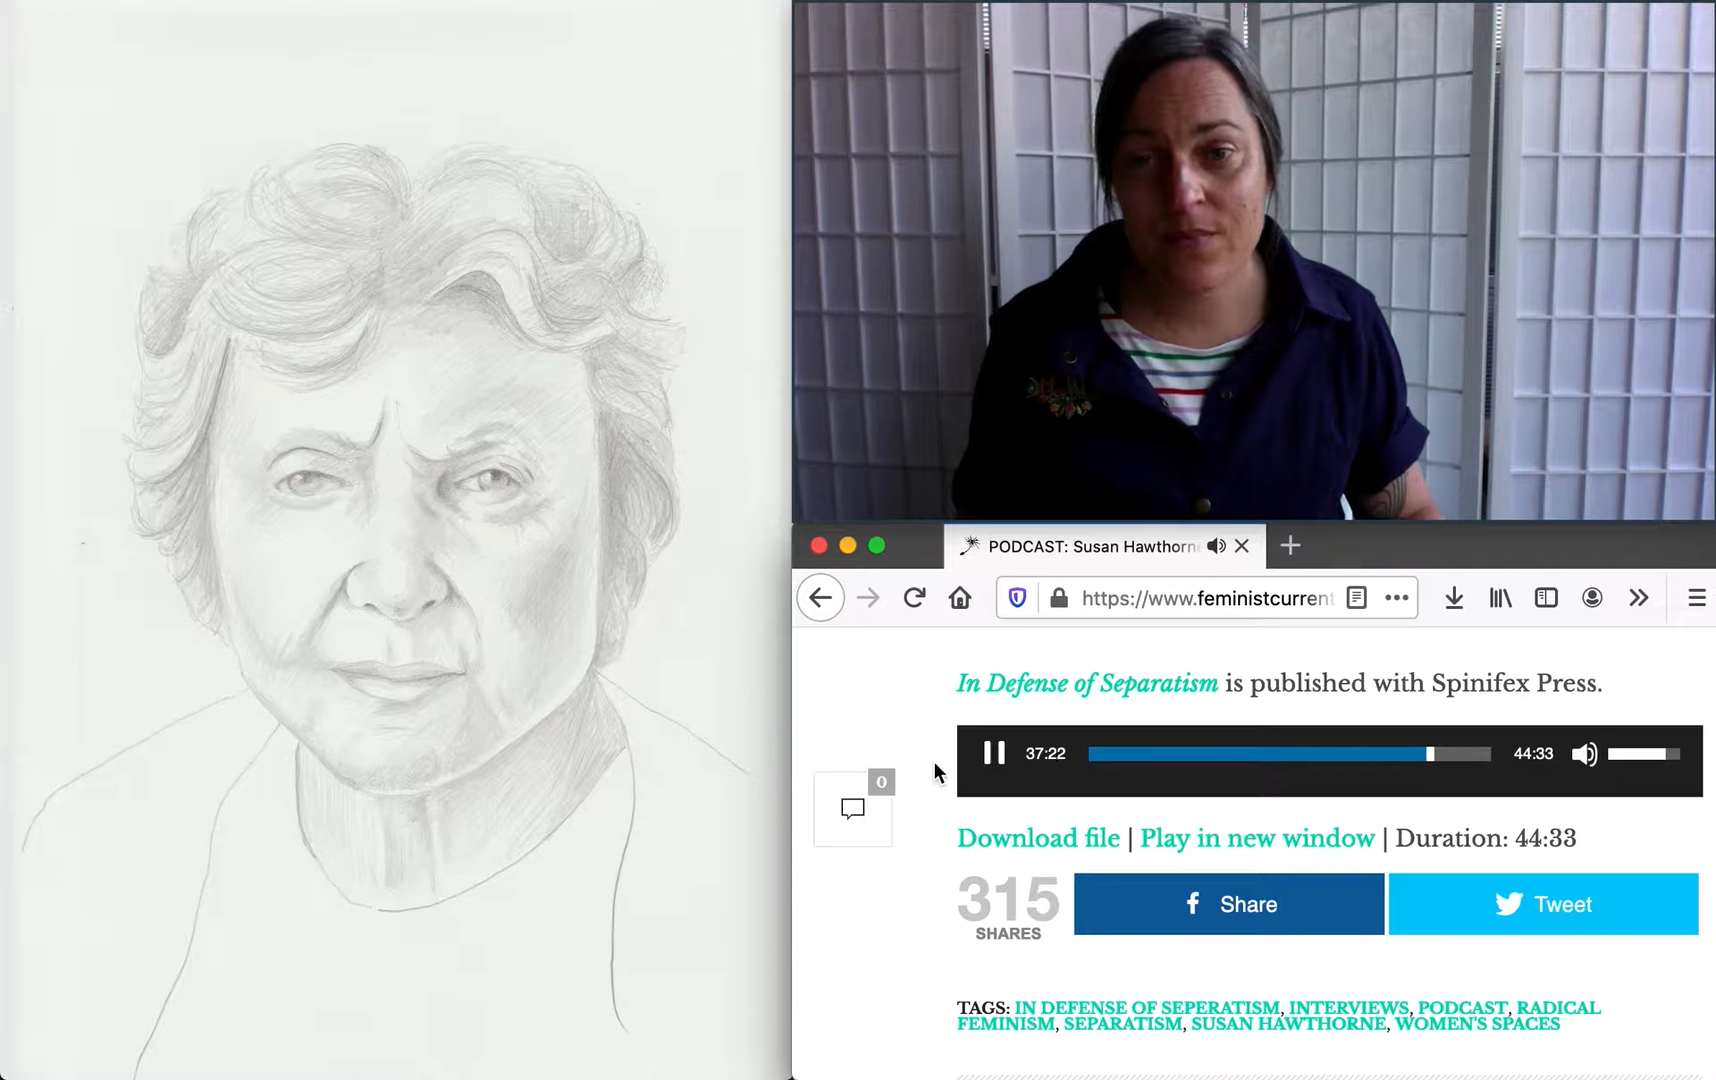 PODCAST: Susan Hawthorn
https://www.feministcurrent
In Defense of Separatism is published with Spinifex Press.
37:22 44:33
0
Download file | Play in new window | Duration: 44:33
315 Share Tweet
SHARES
TAGS: IN DEFENSE OF SEPERATISM, INTERVIEWS, PODCAST, RADICAL
FEMINISM, SEPARATISM, SUSAN HAWTHORNE, WOMEN'S SPACES